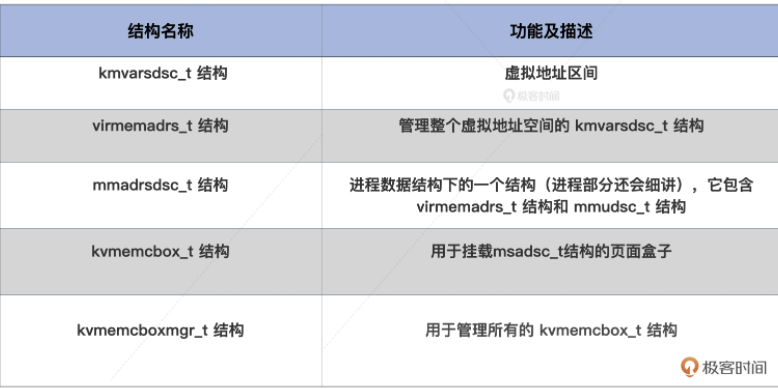 结构名称 功能及描述
kmvarsdsc_t 结构 虚拟地址区间
极客时间
virmemadrs_t 结构 管理整个虚拟地址空间的 kmvarsdsc_t 结构
mmadrsdsc_t 结构 进程数据结构下的一个结构（进程部分还会细讲），它包含
virmemadrs_t 结构和 mmudsc_t 结构
kvmemcbox_t 结构 用于挂载msadsc_t结构的页面盒子
kvmemcboxmgr_t 结构 用于管理所有的 kvmemcbox_t 结构
极客时间